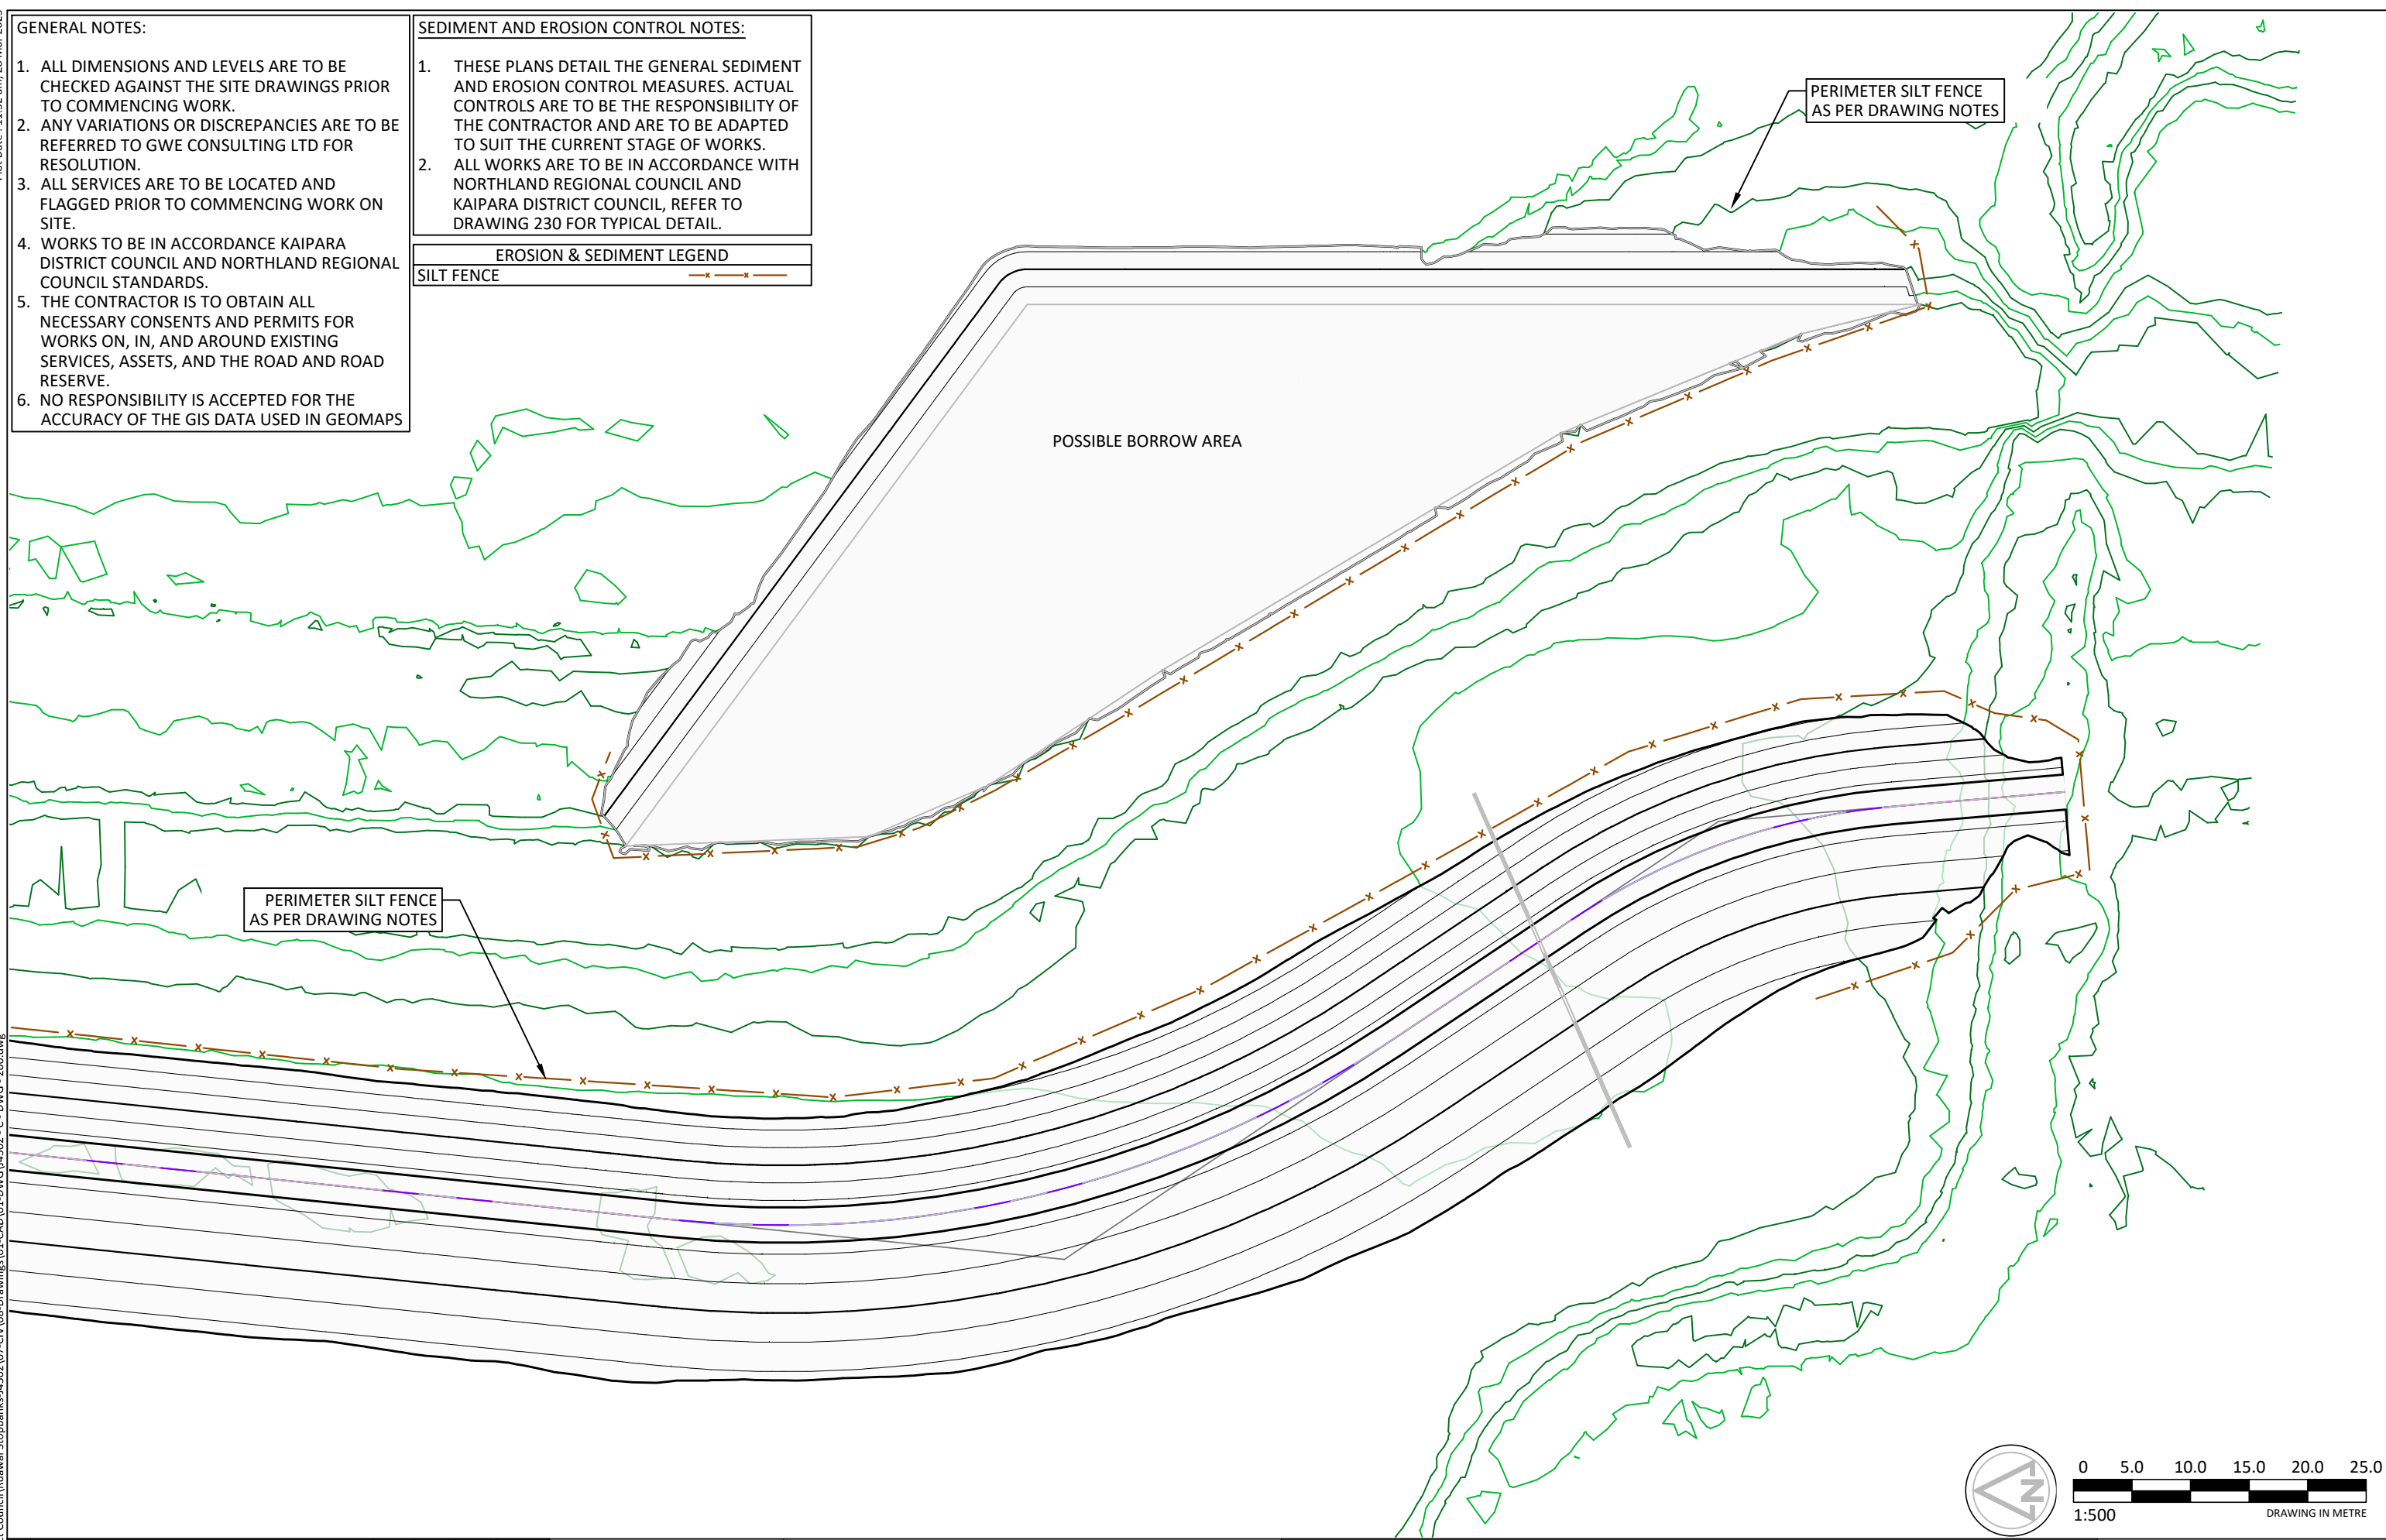 GENERAL NOTES:
1. ALL DIMENSIONS AND LEVELS ARE TO BE
CHECKED AGAINST THE SITE DRAWINGS PRIOR
TO COMMENCING WORK.
2. ANY VARIATIONS OR DISCREPANCIES ARE TO BE
REFERRED TO GWE CONSULTING LTD FOR
RESOLUTION.
3. ALL SERVICES ARE TO BE LOCATED AND
FLAGGED PRIOR TO COMMENCING WORK ON
SITE.
4. WORKS TO BE IN ACCORDANCE KAIPARA
DISTRICT COUNCIL AND NORTHLAND REGIONAL
COUNCIL STANDARDS.
5. THE CONTRACTOR IS TO OBTAIN ALL
NECESSARY CONSENTS AND PERMITS FOR
WORKS ON, IN, AND AROUND EXISTING
SERVICES, ASSETS, AND THE ROAD AND ROAD
RESERVE.
6. NO RESPONSIBILITY IS ACCEPTED FOR THE
ACCURACY OF THE GIS DATA USED IN GEOMAPS
SEDIMENT AND EROSION CONTROL NOTES:
1. THESE PLANS DETAIL THE GENERAL SEDIMENT
AND EROSION CONTROL MEASURES. ACTUAL
CONTROLS ARE TO BE THE RESPONSIBILITY OF
THE CONTRACTOR AND ARE TO BE ADAPTED
TO SUIT THE CURRENT STAGE OF WORKS.
2. ALL WORKS ARE TO BE IN ACCORDANCE WITH
NORTHLAND REGIONAL COUNCIL AND
KAIPARA DISTRICT COUNCIL, REFER TO
DRAWING 230 FOR TYPICAL DETAIL.
EROSION & SEDIMENT LEGEND
SILT FENCE
PERIMETER SILT FENCE
AS PER DRAWING NOTES
POSSIBLE BORROW AREA
PERIMETER SILT FENCE
AS PER DRAWING NOTES
N
0 5.0 10.0 15.0 20.0 25.0
1:500 DRAWING IN METRE